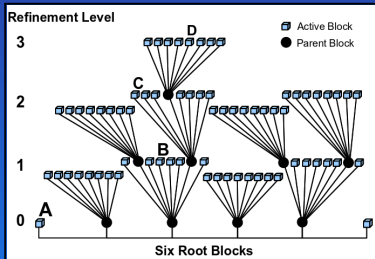 Refinement Level
D
Active Block
Parent Block
3
C
2
B
1
A
0
Six Root Blocks